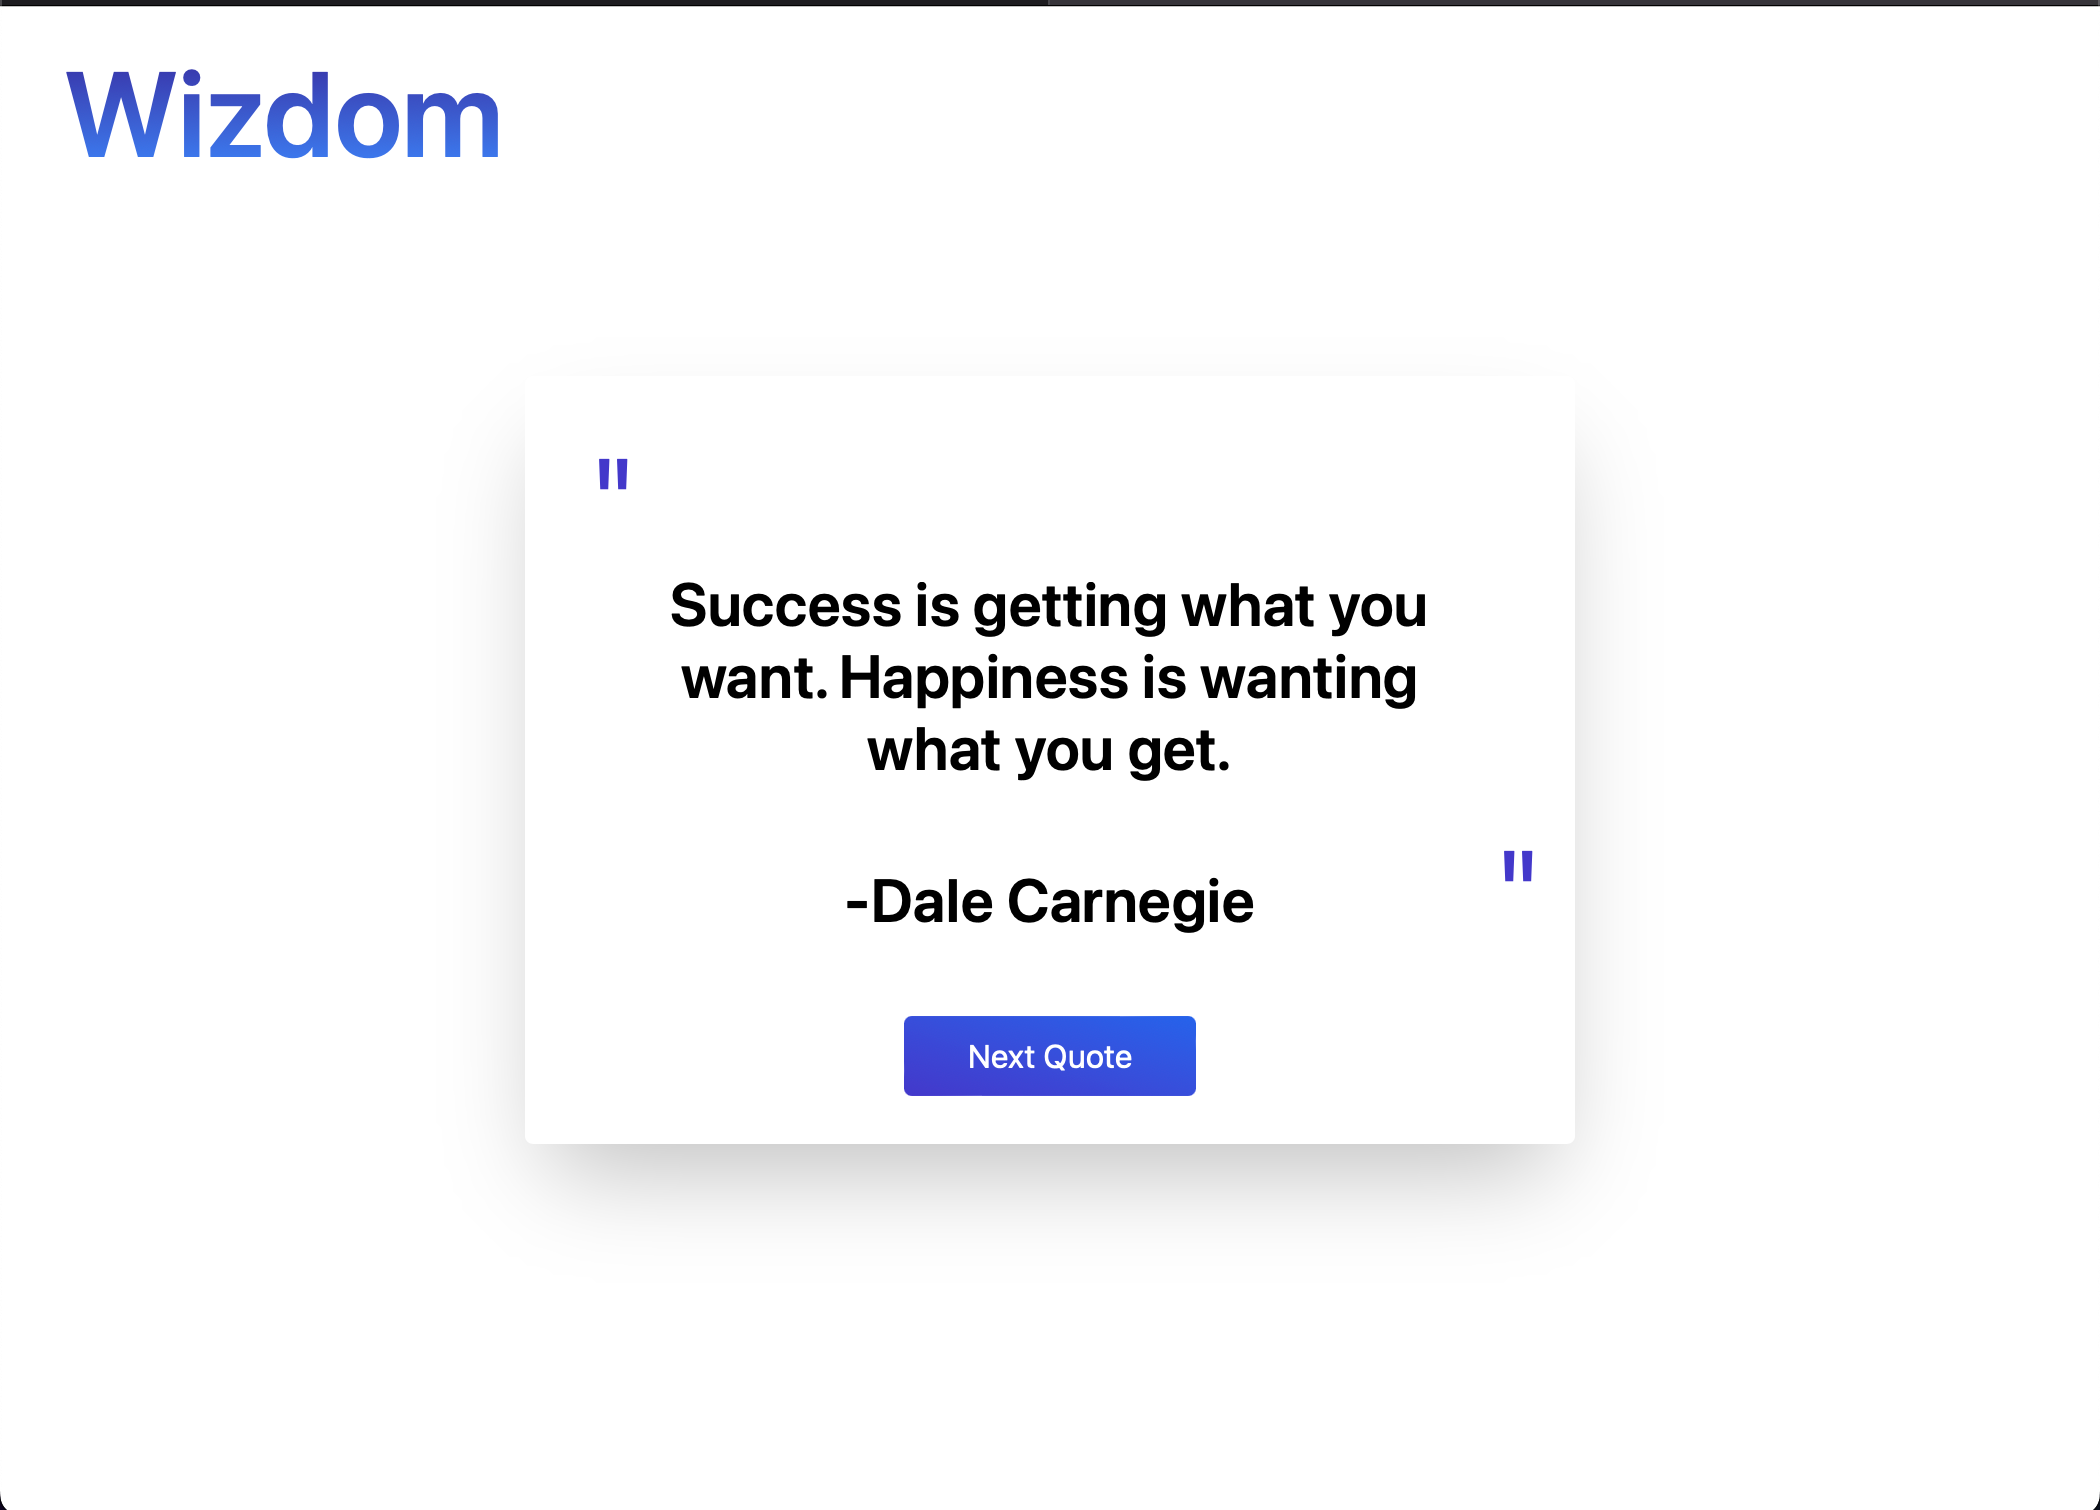 Wizdom
"
Success is getting what you
want. Happiness is wanting
what you get.
"
-Dale Carnegie
Next Quote